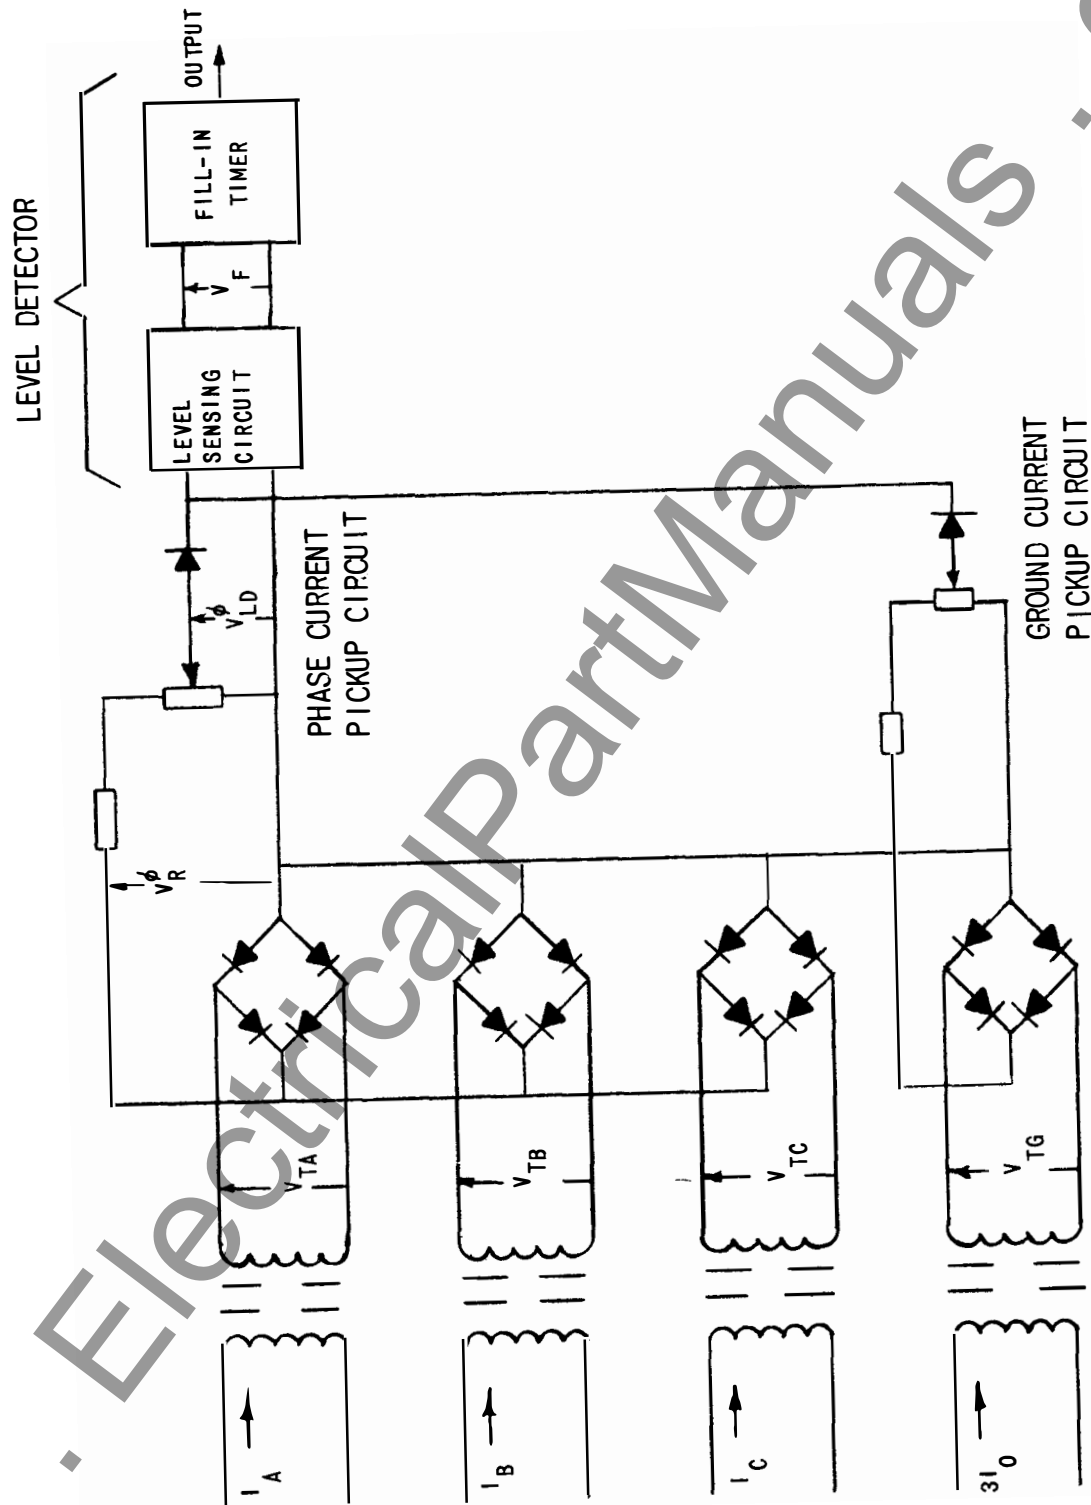 LEVEL DETECTOR
LEVEL
SENSING
CIRCUIT
V F
FILL-IN
TIMER
OUTPUT
V R φ
V LD φ
PHASE CURRENT
PICKUP CIRCUIT
I A
V TA
I B
V TB
I C
V TC
3I O
V TG
GROUND CURRENT
PICKUP CIRCUIT
. ElectricalPartManuals .